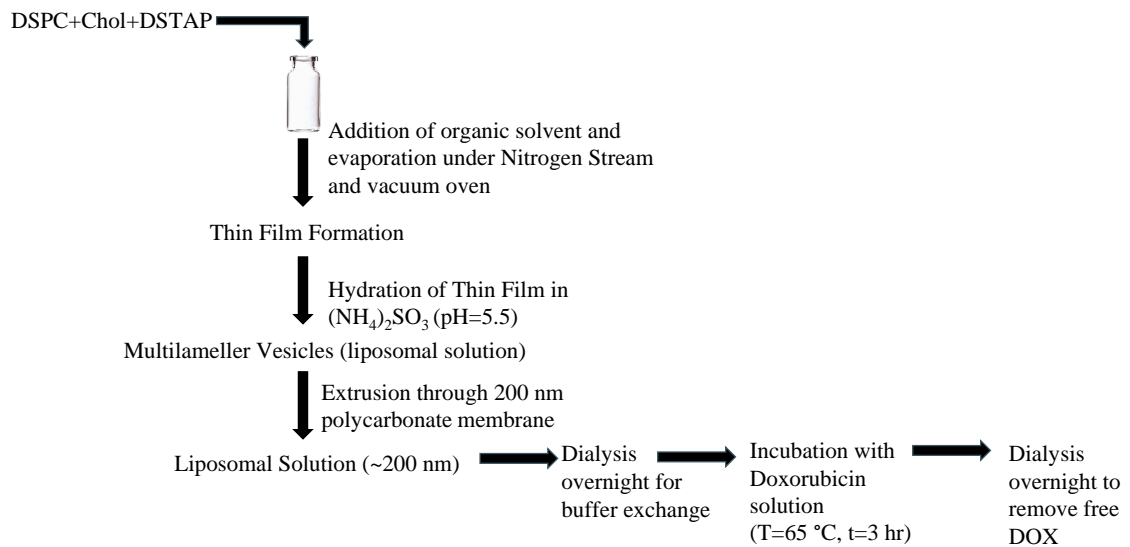 DSPC+Chol+DSTAP
Addition of organic solvent and
evaporation under Nitrogen Stream
and vacuum oven
Thin Film Formation
Hydration of Thin Film in
(NH₄)₂SO₃ (pH=5.5)
Multilameller Vesicles (liposomal solution)
Extrusion through 200 nm
polycarbonate membrane
Liposomal Solution (~200 nm)
Dialysis
overnight for
buffer exchange
Incubation with
Doxorubicin
solution
(T=65 °C, t=3 hr)
Dialysis
overnight to
remove free
DOX